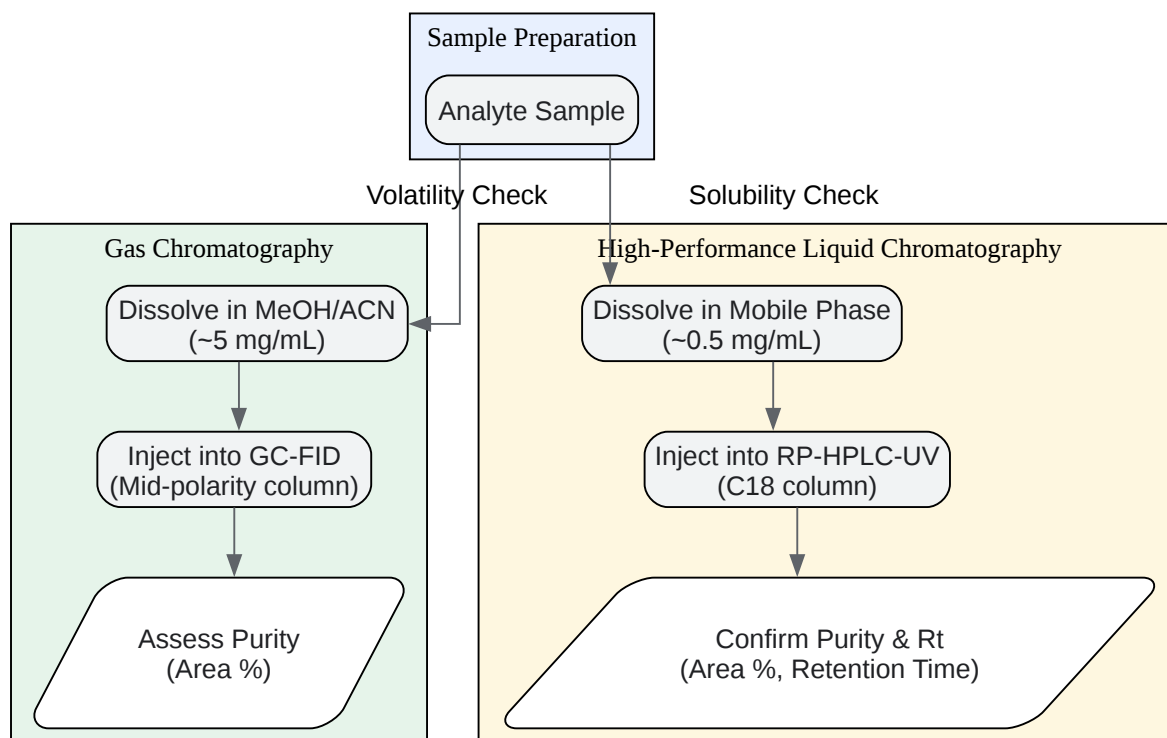 Sample Preparation
Analyte Sample
Volatility Check
Solubility Check
Gas Chromatography
Dissolve in MeOH/ACN
(~5 mg/mL)
Inject into GC-FID
(Mid-polarity column)
Assess Purity
(Area %)
High-Performance Liquid Chromatography
Dissolve in Mobile Phase
(~0.5 mg/mL)
Inject into RP-HPLC-UV
(C18 column)
Confirm Purity & Rt
(Area %, Retention Time)